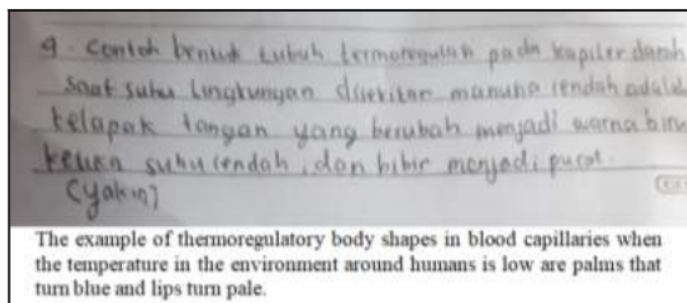 9. Contoh bentuk tubuh termoregulasi pada kapiler darah
saat suhu lingkungan disekitar manusia rendah adalah
telapak tangan yang berubah menjadi warna biru
suhu rendah, dan bibir menjadi pucat.
(yakin)
The example of thermoregulatory body shapes in blood capillaries when
the temperature in the environment around humans is low are palms that
turn blue and lips turn pale.